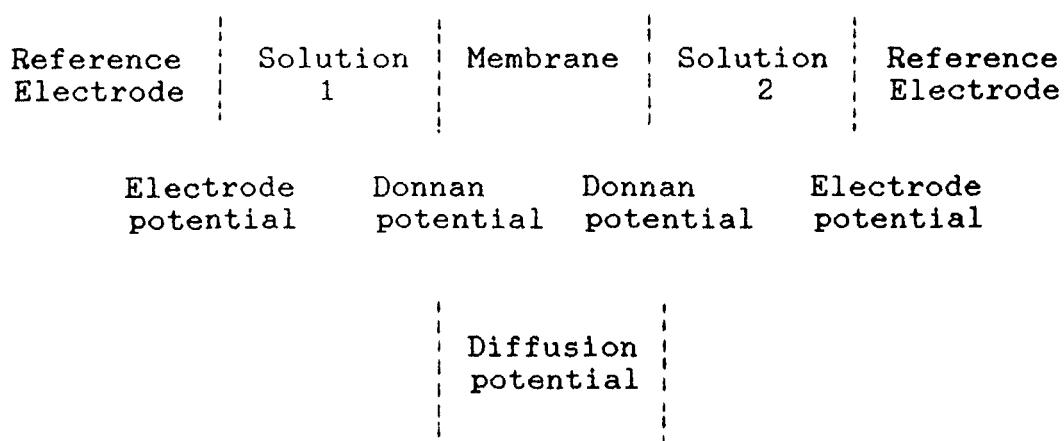 Reference Solution Membrane Solution Reference
Electrode 1 2 Electrode
Electrode Donnan Donnan Electrode
potential potential potential potential
Diffusion
potential